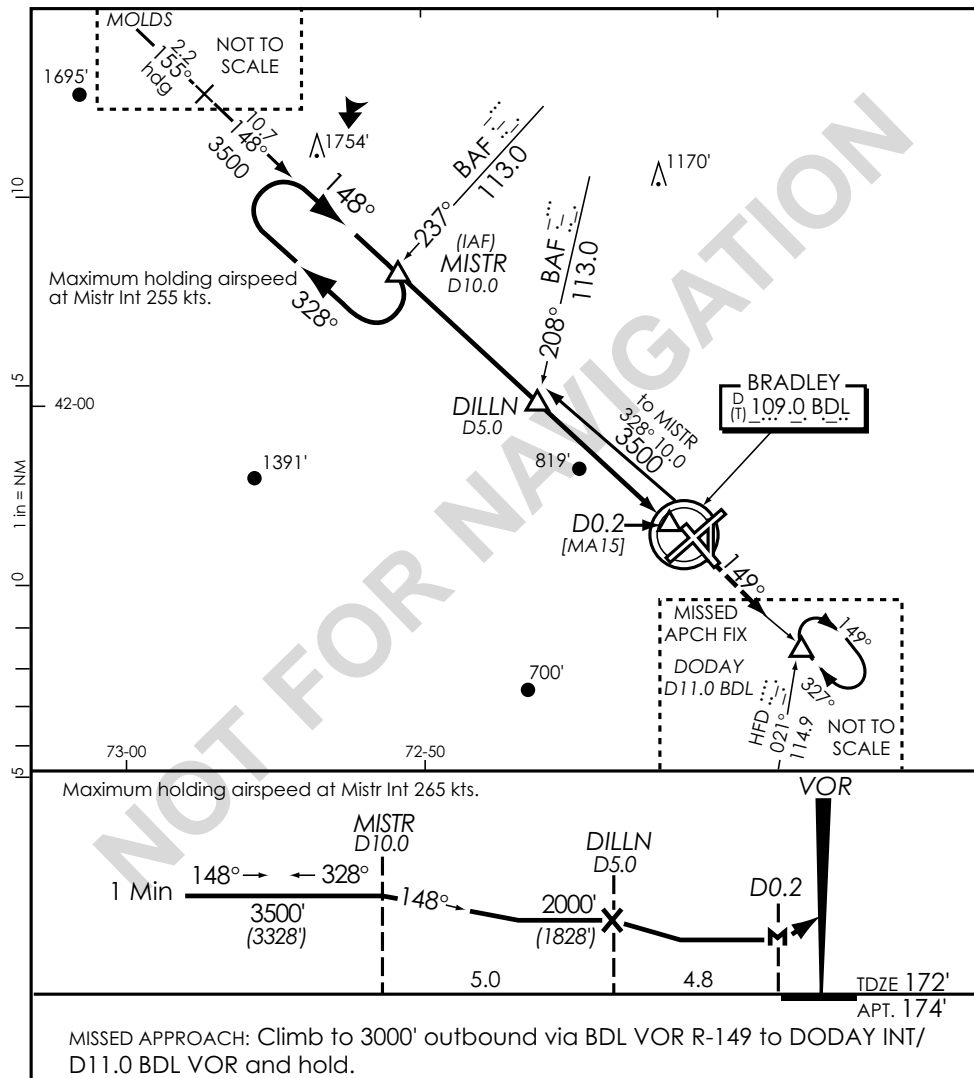 MOLDS
NOT TO
SCALE
2.2
155°
hdg
1695'
10.7
148°
3500
1754'
BAF
113.0
1170'
148°
237°
BAF
113.0
(IAF)
MISTR
D10.0
10
Maximum holding airspeed
at Mistr Int 255 kts.
328°
208°
5
42-00
DILLN
D5.0
to MISTR
328° 10.0
3500
BRADLEY
D
(T) 109.0 BDL
1391'
819'
1 in = NM
D0.2
[MA15]
0
149°
MISSED
APCH FIX
DODAY
D11.0 BDL
149°
327°
HFD
021°
114.9
NOT TO
SCALE
700'
73-00
72-50
5
NOT FOR NAVIGATION
Maximum holding airspeed at Mistr Int 265 kts.
VOR
MISTR
D10.0
DILLN
D5.0
D0.2
1 Min
148°
328°
148°
3500'
(3328')
2000'
(1828')
M
5.0
4.8
TDZE 172'
APT. 174'
MISSED APPPROACH: Climb to 3000' outbound via BDL VOR R-149 to DODAY INT/
D11.0 BDL VOR and hold.